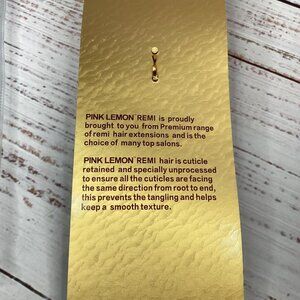 PINK LEMON REMI is proudly
brought to you from Premium range
of remi hair extensions and is the
choice of many top salons.
PINK LEMON REMI hair is cuticle
retained and specially unprocessed
to ensure all the cuticles are facing
the same direction from root to end,
this prevents the tangling and helps
keep a smooth texture.